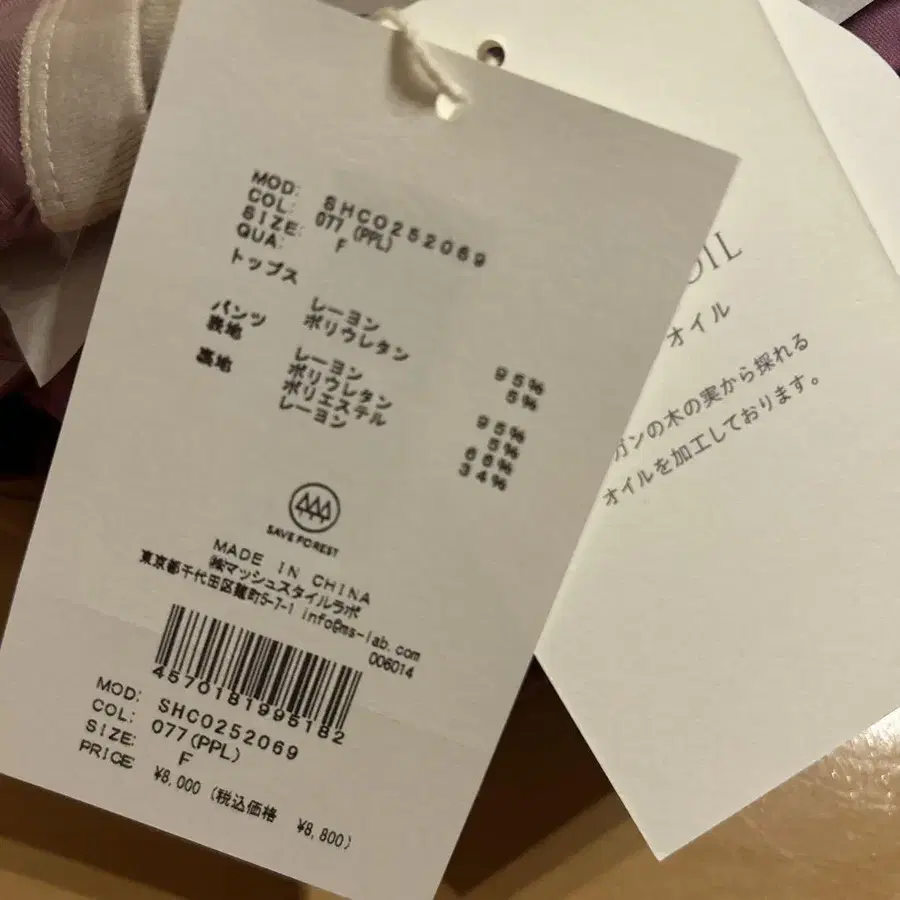 MOD: SHCO252069
COL: 077(PPL)
SIZE: F
QUA:
トップス
レーヨン 95%
ポリウレタン 5%
パンツ
表地 レーヨン 95%
ポリウレタン 5%
裏地 ポリエステル 66%
レーヨン 34%
SAVE FOREST
MADE IN CHINA
㈱マッシュスタイルラボ
東京都千代田区麹町5-7-1 info@ms-lab.com
006014
4570181995182
MOD: SHCO252069
COL: 077(PPL)
SIZE: F
PRICE: ¥8,000 (税込価格 ¥8,800)
OIL
オイル
ガンの木の実から採れる
オイルを加工しております。